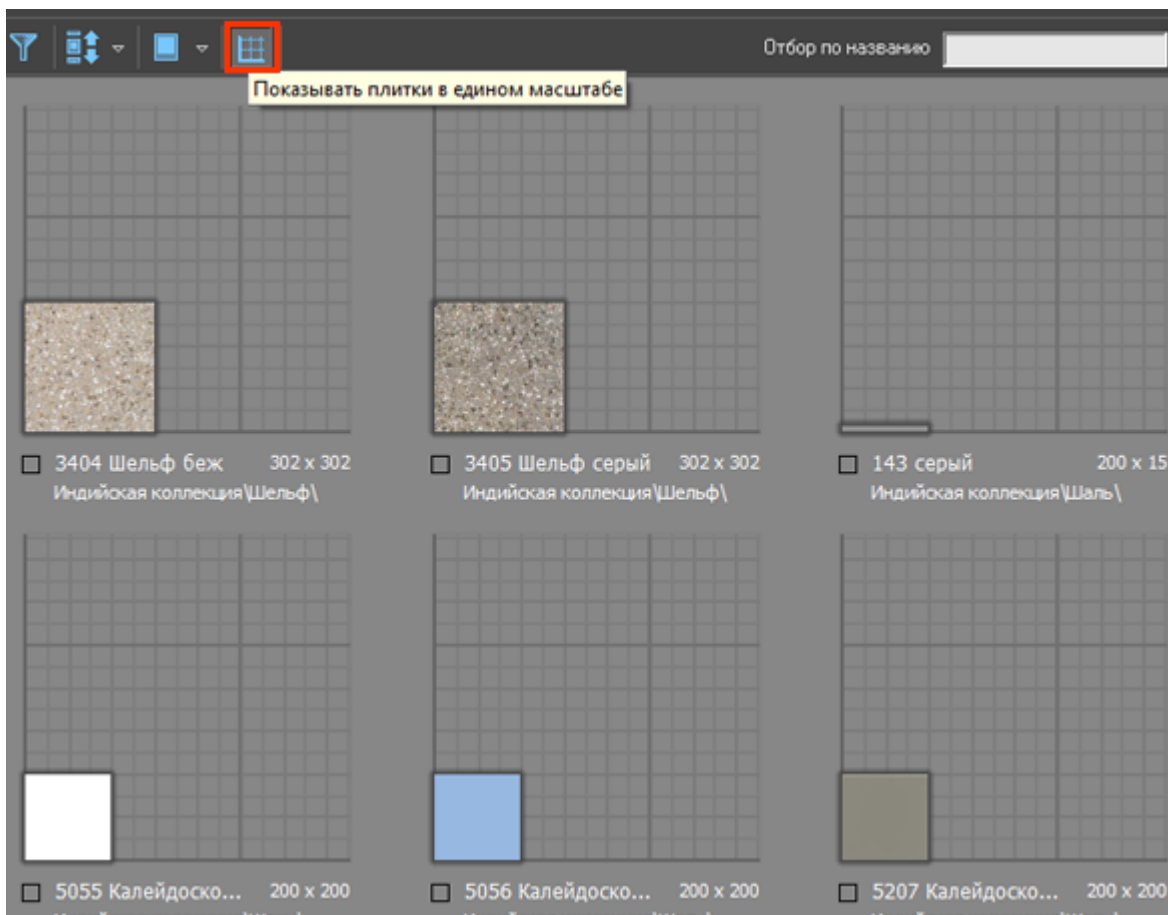 Отбор по названию
Показывать плитки в едином масштабе
3404 Шельф беж 302 x 302
Индийская коллекция\Шельф\
3405 Шельф серый 302 x 302
Индийская коллекция\Шельф\
143 серый 200 x 15
Индийская коллекция\Шаль\
5055 Калейдоско... 200 x 200
5056 Калейдоско... 200 x 200
5207 Калейдоско... 200 x 200